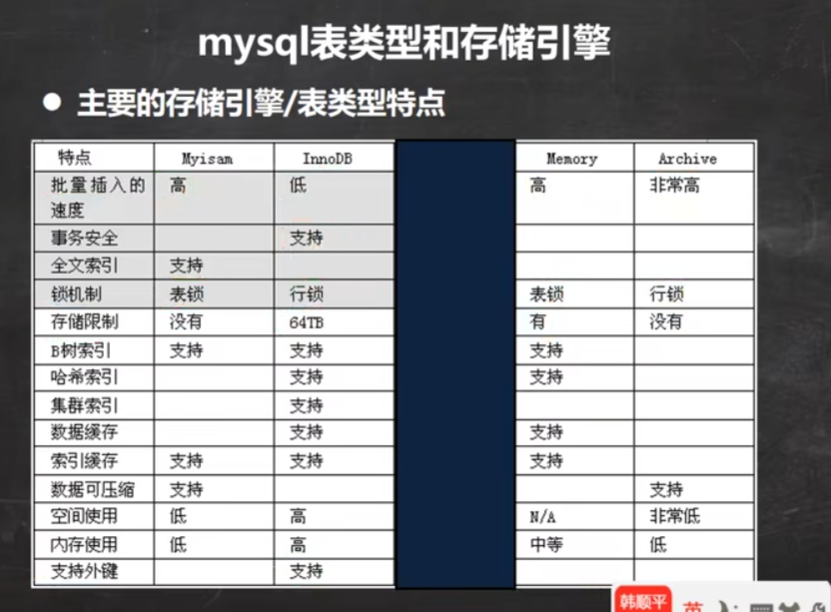 mysql表类型和存储引擎
● 主要的存储引擎/表类型特点
特点 Myisam InnoDB Memory Archive
批量插入的速度 高 低 高 非常高
事务安全 支持
全文索引 支持
锁机制 表锁 行锁 表锁 行锁
存储限制 没有 64TB 有 没有
B树索引 支持 支持 支持
哈希索引 支持 支持
集群索引 支持
数据缓存 支持 支持
索引缓存 支持 支持 支持
数据可压缩 支持 支持
空间使用 低 高 N/A 非常低
内存使用 低 高 中等 低
支持外键 支持
韩顺平
英